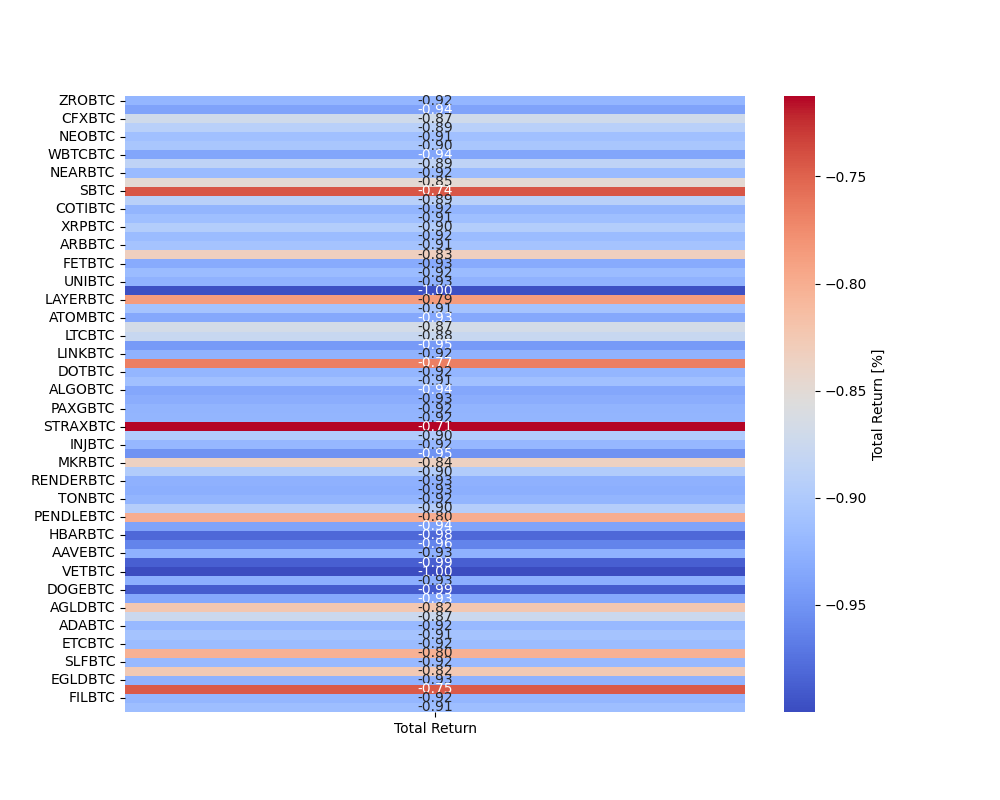 ZROBTC -0.92
-0.94
CFXBTC -0.87
-0.89
NEOBTC -0.91
-0.90
WBTCBTC -0.94
-0.89
NEARBTC -0.92
-0.85
SBTC -0.74
-0.89
COTIBTC -0.92
-0.91
XRPBTC -0.90
-0.92
ARBBTC -0.91
-0.83
FETBTC -0.93
-0.92
UNIBTC -0.93
-1.00
LAYERBTC -0.79
-0.91
ATOMBTC -0.93
-0.87
LTCBTC -0.88
-0.95
LINKBTC -0.92
-0.77
DOTBTC -0.92
-0.91
ALGOBTC -0.94
-0.93
PAXGBTC -0.92
-0.92
STRAXBTC -0.71
-0.90
INJBTC -0.92
-0.95
MKRBTC -0.84
-0.90
RENDERBTC -0.93
-0.93
TONBTC -0.92
-0.90
PENDLEBTC -0.80
-0.94
HBARBTC -0.98
-0.96
AAVEBTC -0.93
-0.99
VETBTC -1.00
-0.93
DOGEBTC -0.99
-0.93
AGLDBTC -0.82
-0.87
ADABTC -0.92
-0.91
ETCBTC -0.92
-0.80
SLFBTC -0.92
-0.82
EGLDBTC -0.93
-0.75
FILBTC -0.92
-0.91
Total Return
−0.75
−0.80
−0.85
−0.90
−0.95
Total Return [%]